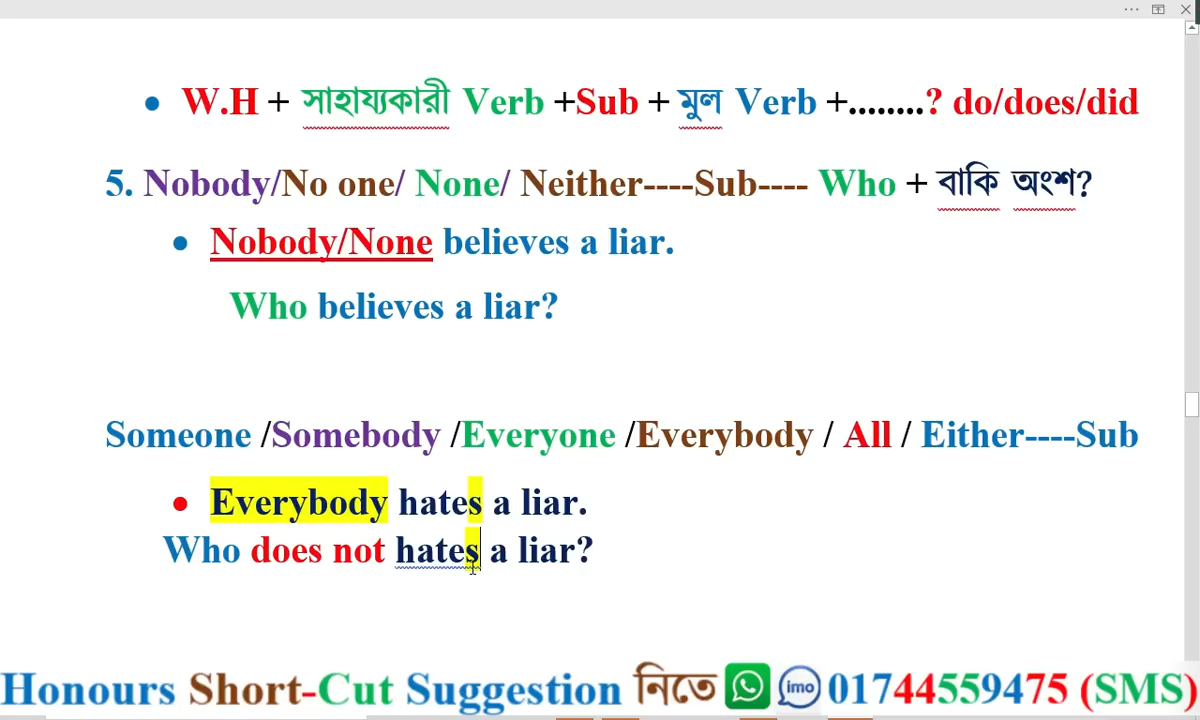 • W.H + সাহায্যকারী Verb +Sub + মুল Verb +........? do/does/did
5. Nobody/No one/ None/ Neither----Sub---- Who + বাকি অংশ?
• Nobody/None believes a liar.
Who believes a liar?
Someone /Somebody /Everyone /Everybody / All / Either----Sub
• Everybody hates a liar.
Who does not hates a liar?
Honours Short-Cut Suggestion নিতে imo 01744559475 (SMS)